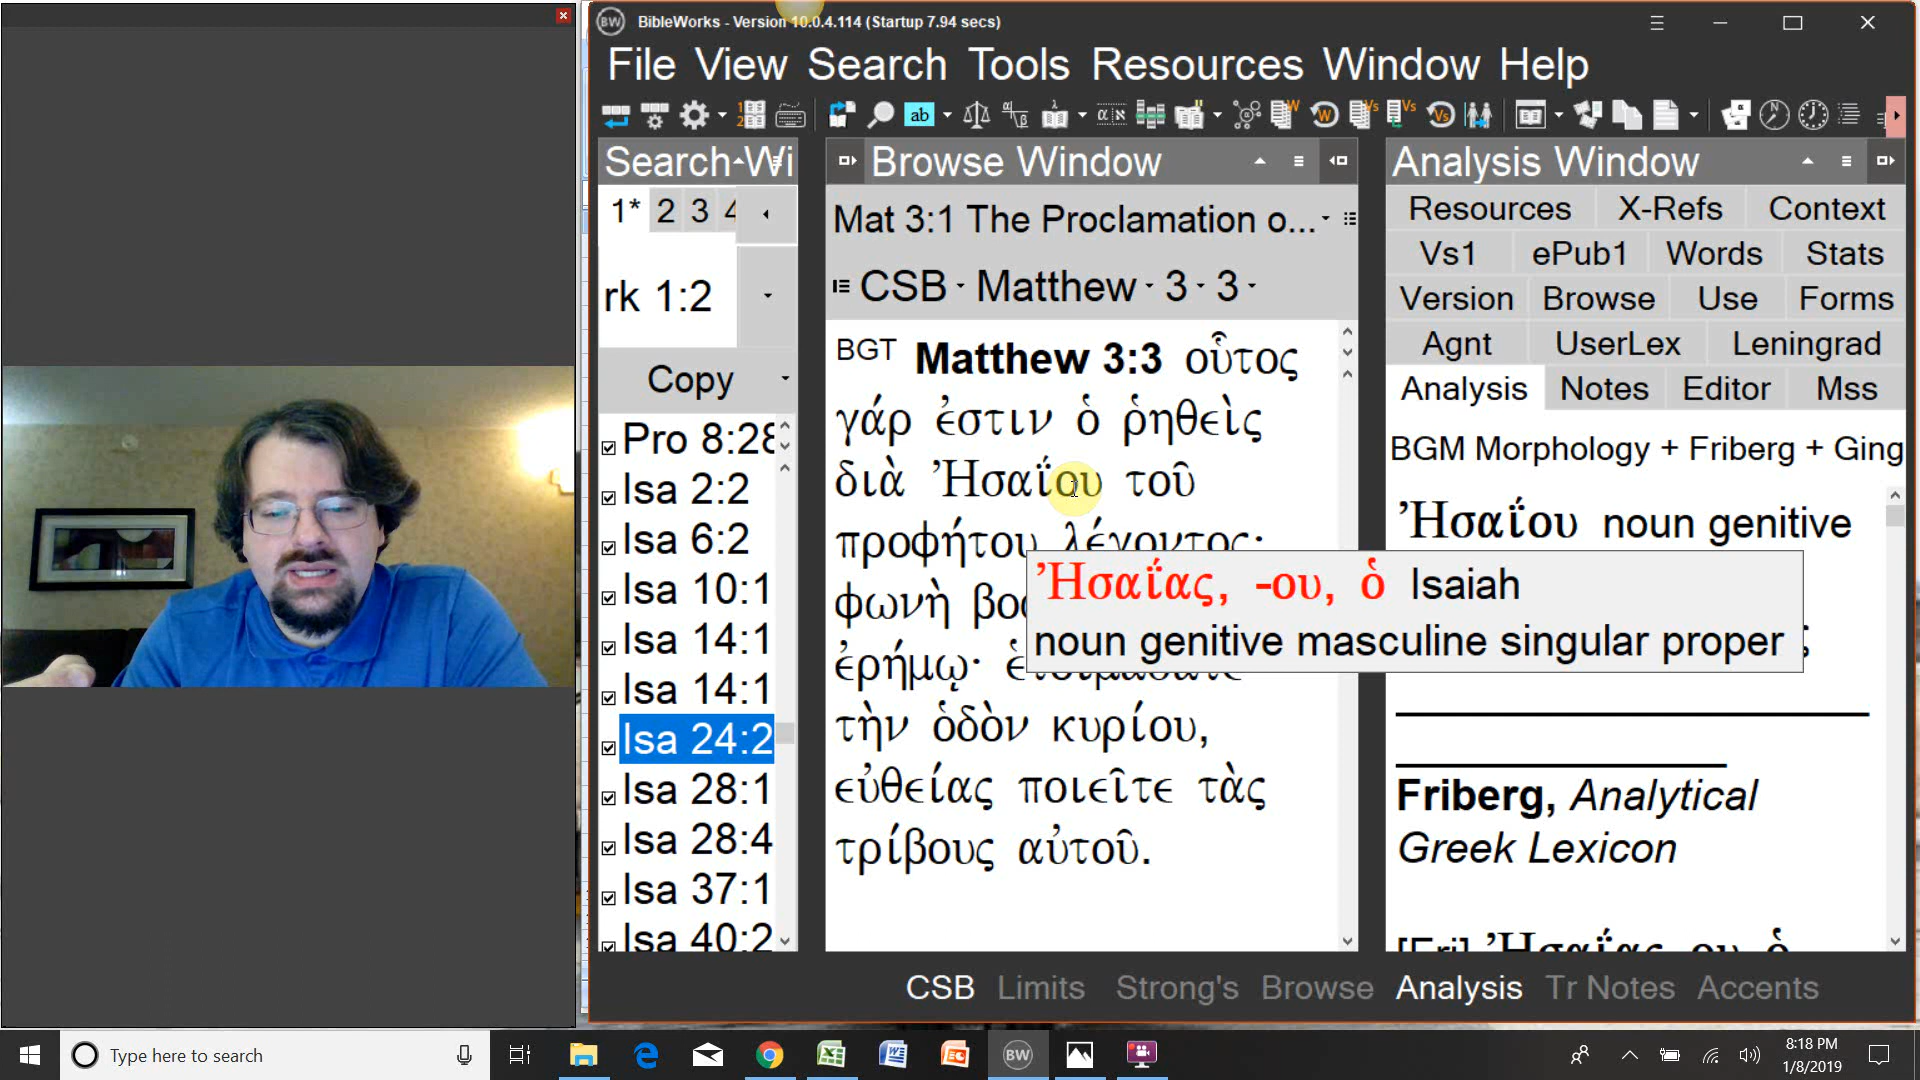 BibleWorks - Version 10.0.4.114 (Startup 7.94 secs)
File View Search Tools Resources Window Help
Search-Wi
1* 2 3 4
rk 1:2
Copy
Pro 8:28
Isa 2:2
Isa 6:2
Isa 10:1
Isa 14:1
Isa 14:1
Isa 24:2
Isa 28:1
Isa 28:4
Isa 37:1
Isa 40:2
Browse Window
Mat 3:1 The Proclamation o...
CSB Matthew 3 3
BGT Matthew 3:3 οὗτος
γάρ ἐστιν ὁ ῥηθεὶς
διὰ Ἠσαΐου τοῦ
προφήτου λέγοντος·
φωνὴ
ἐρήμῳ·
τὴν ὁδὸν κυρίου,
εὐθείας ποιεῖτε τὰς
τρίβους αὐτοῦ.
Ἠσαΐας, -ου, ὁ Isaiah
noun genitive masculine singular proper
Analysis Window
Resources X-Refs Context
Vs1 ePub1 Words Stats
Version Browse Use Forms
Agnt UserLex Leningrad
Analysis Notes Editor Mss
BGM Morphology + Friberg + Ging
Ἠσαΐου noun genitive
Friberg, Analytical
Greek Lexicon
[Fri] Ἠσαΐας, ου, ὁ
CSB Limits Strong's Browse Analysis Tr Notes Accents
Type here to search
8:18 PM
1/8/2019